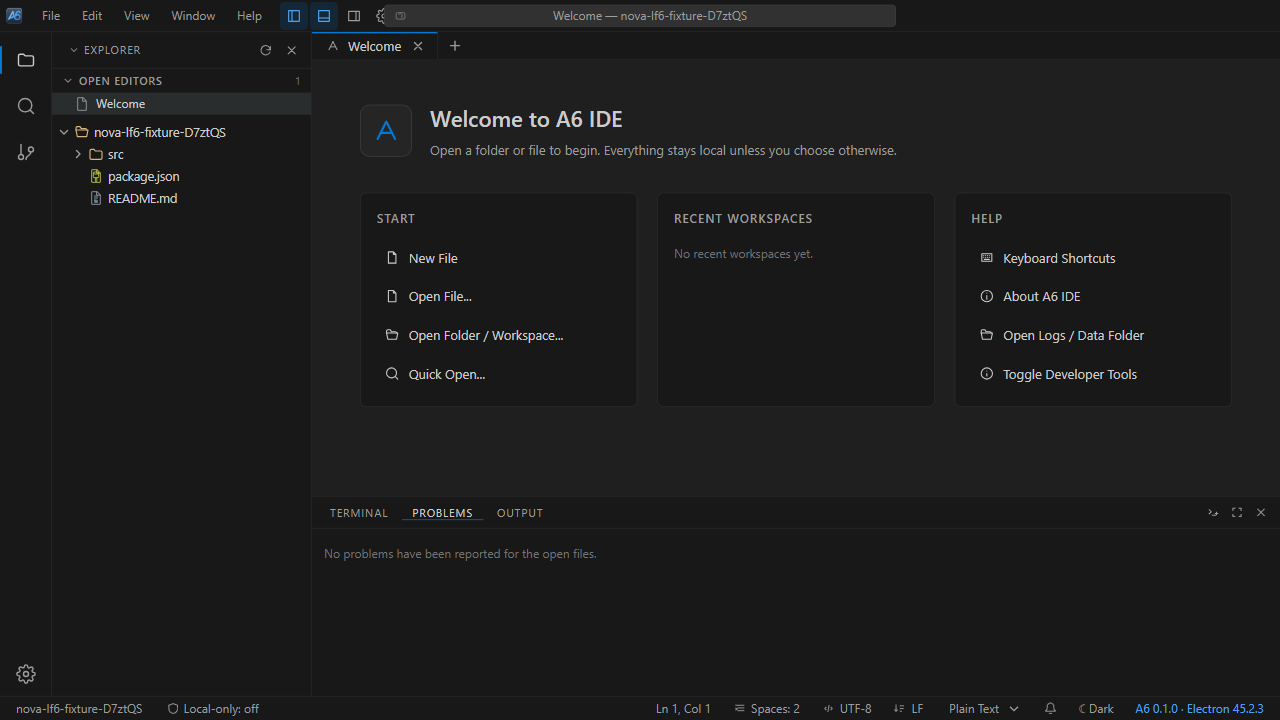 A6 File Edit View Window Help Welcome — nova-lf6-fixture-D7ztQS
EXPLORER
Welcome
OPEN EDITORS 1
Welcome
nova-lf6-fixture-D7ztQS
src
package.json
README.md
Welcome to A6 IDE
Open a folder or file to begin. Everything stays local unless you choose otherwise.
START
New File
Open File...
Open Folder / Workspace...
Quick Open...
RECENT WORKSPACES
No recent workspaces yet.
HELP
Keyboard Shortcuts
About A6 IDE
Open Logs / Data Folder
Toggle Developer Tools
TERMINAL PROBLEMS OUTPUT
No problems have been reported for the open files.
nova-lf6-fixture-D7ztQS Local-only: off Ln 1, Col 1 Spaces: 2 UTF-8 LF Plain Text Dark A6 0.1.0 · Electron 45.2.3